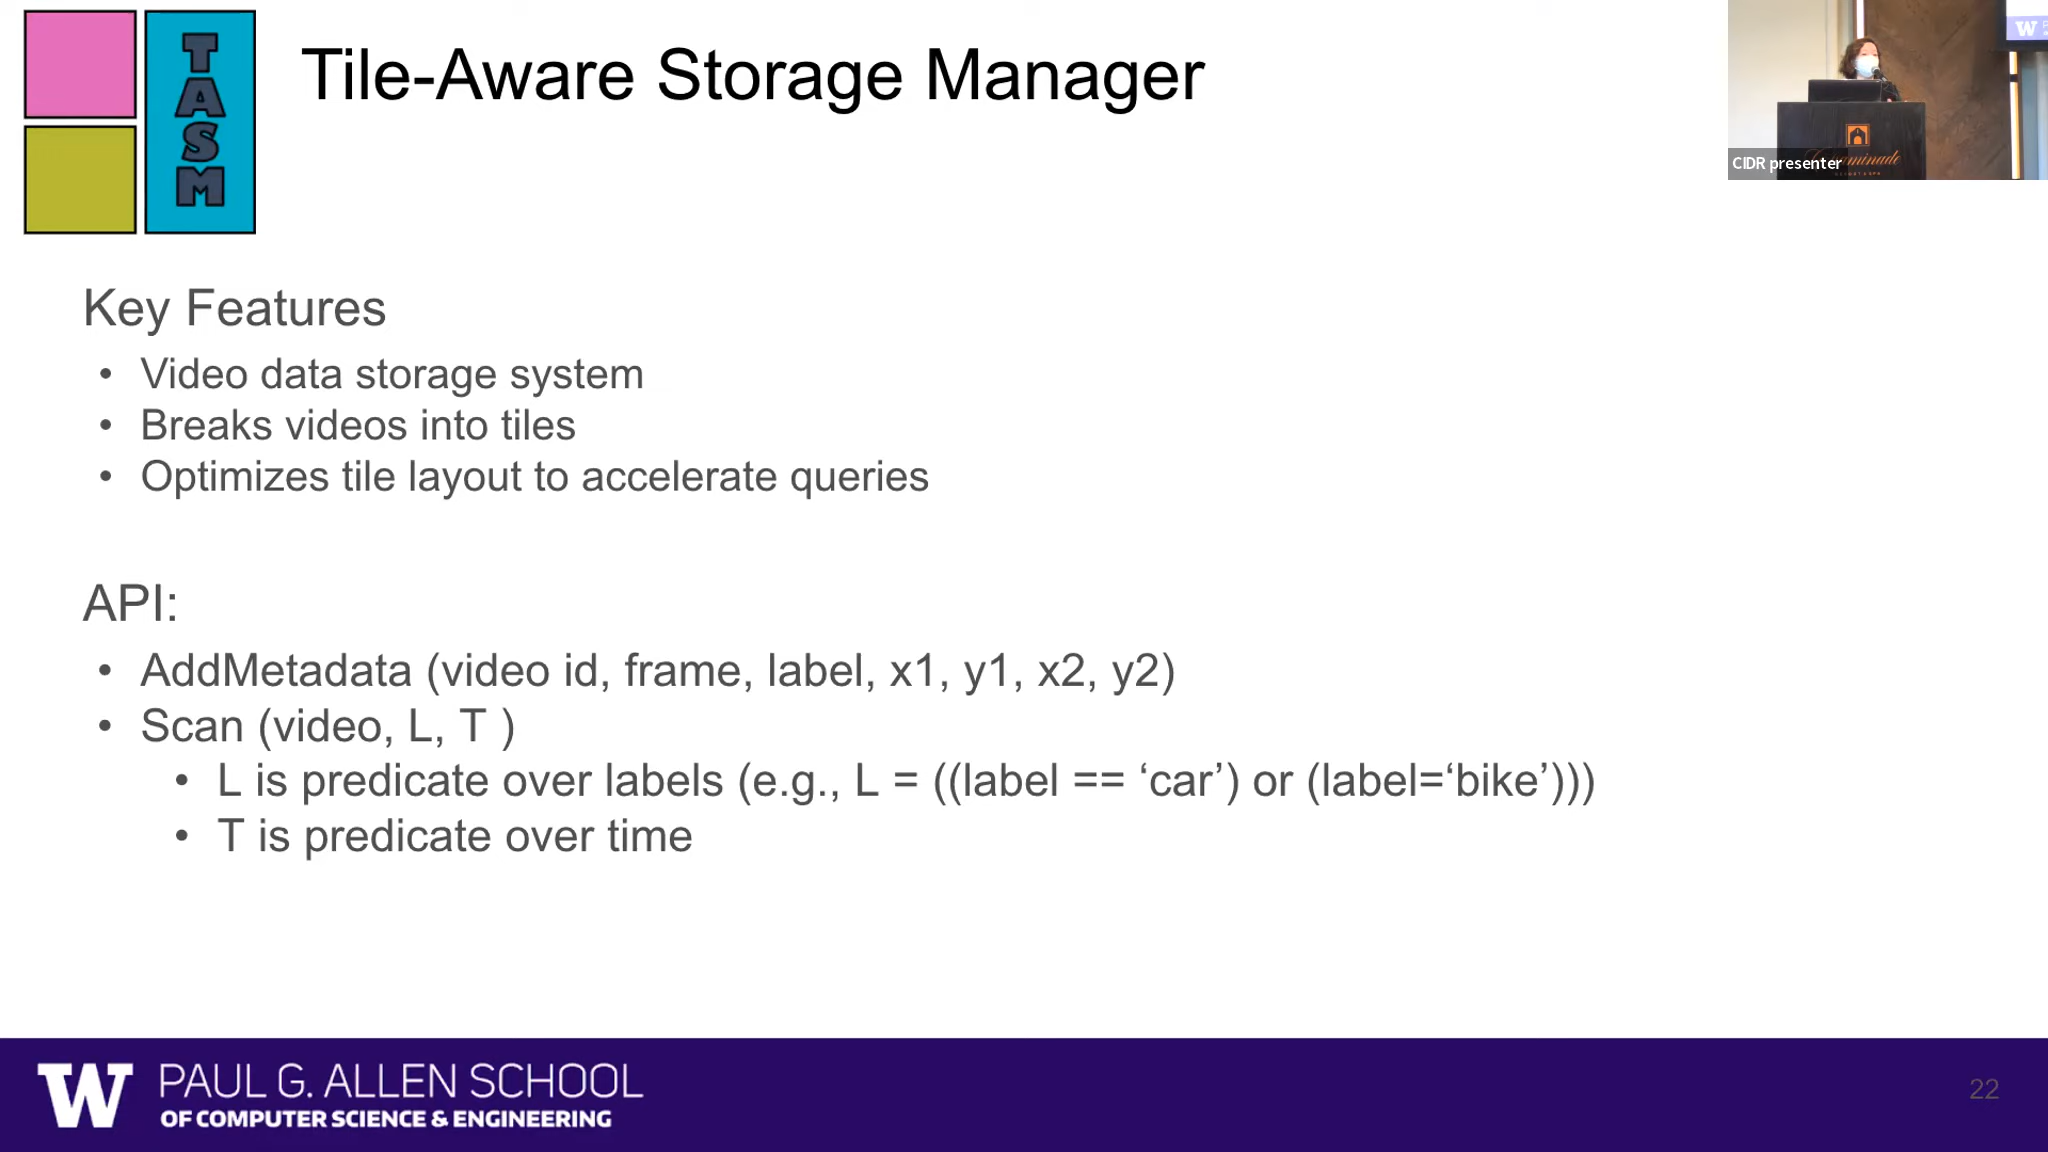 TASM
Tile-Aware Storage Manager
W
CIDR presenter
Key Features
• Video data storage system
• Breaks videos into tiles
• Optimizes tile layout to accelerate queries
API:
• AddMetadata (video id, frame, label, x1, y1, x2, y2)
• Scan (video, L, T )
• L is predicate over labels (e.g., L = ((label == ‘car’) or (label=‘bike’)))
• T is predicate over time
W PAUL G. ALLEN SCHOOL
OF COMPUTER SCIENCE & ENGINEERING
22